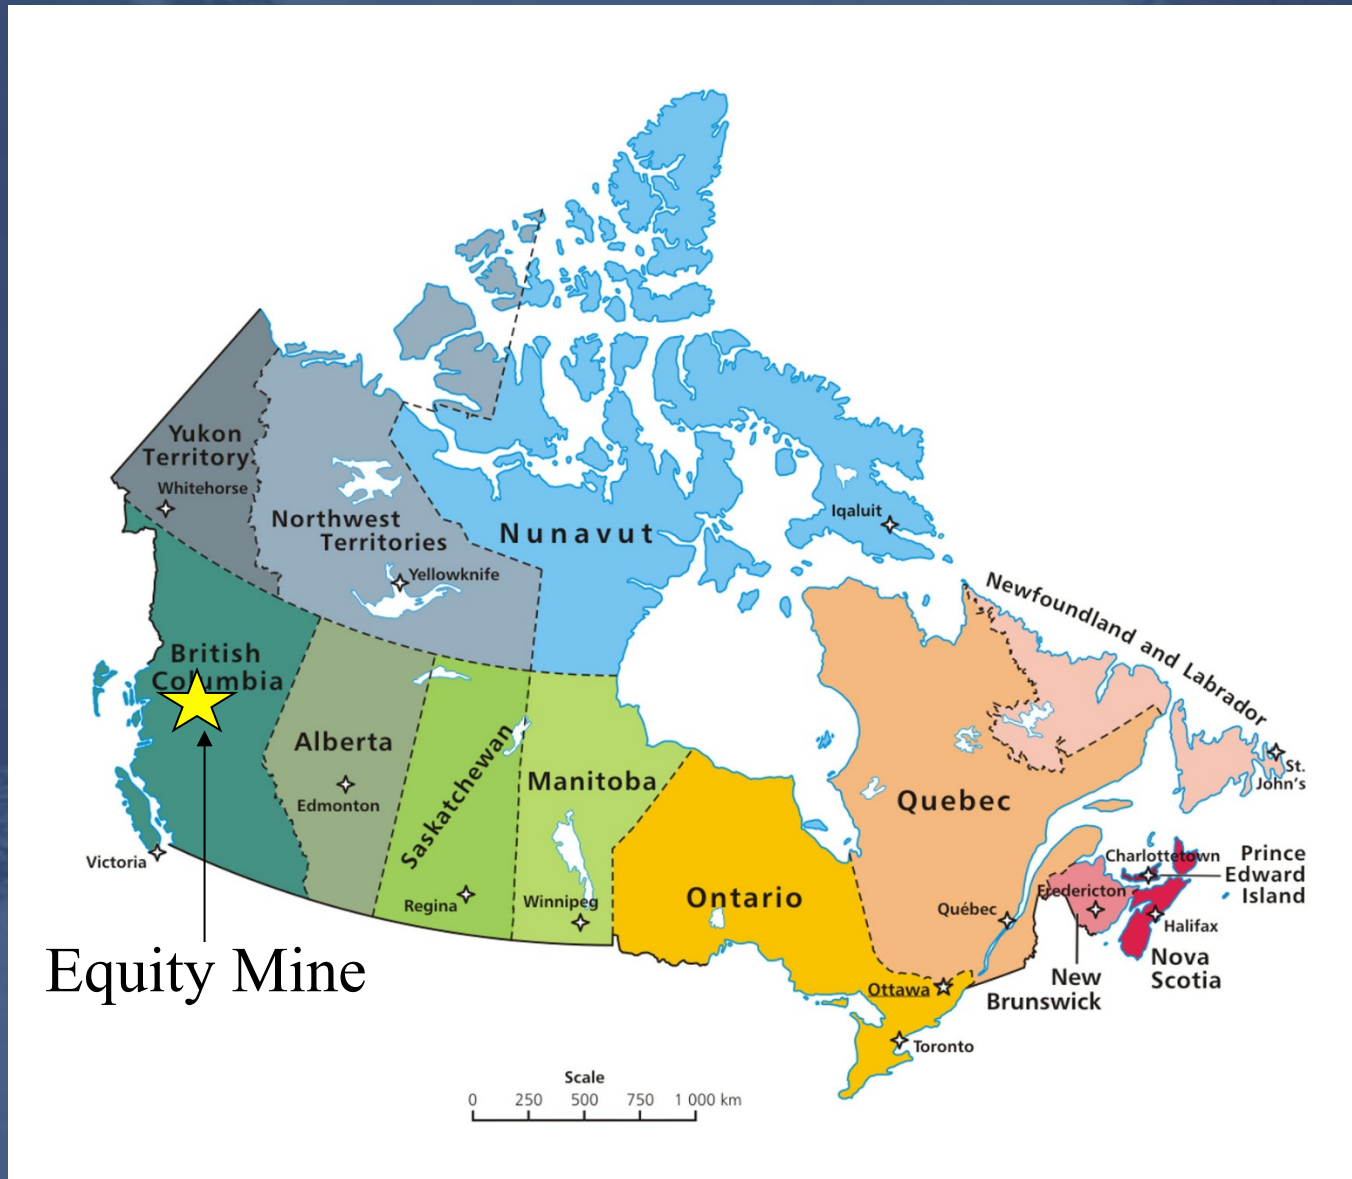 Yukon
Territory
Whitehorse
Northwest
Territories
Yellowknife
Nunavut
Iqaluit
Newfoundland and Labrador
British
Columbia
Alberta
Edmonton
Saskatchewan
Regina
Manitoba
Winnipeg
Victoria
Ontario
Quebec
Québec
St.
John's
Charlottetown
Prince
Edward
Island
Fredericton
Halifax
Nova
Scotia
New
Brunswick
Ottawa
Toronto
Equity Mine
Scale
0 250 500 750 1 000 km